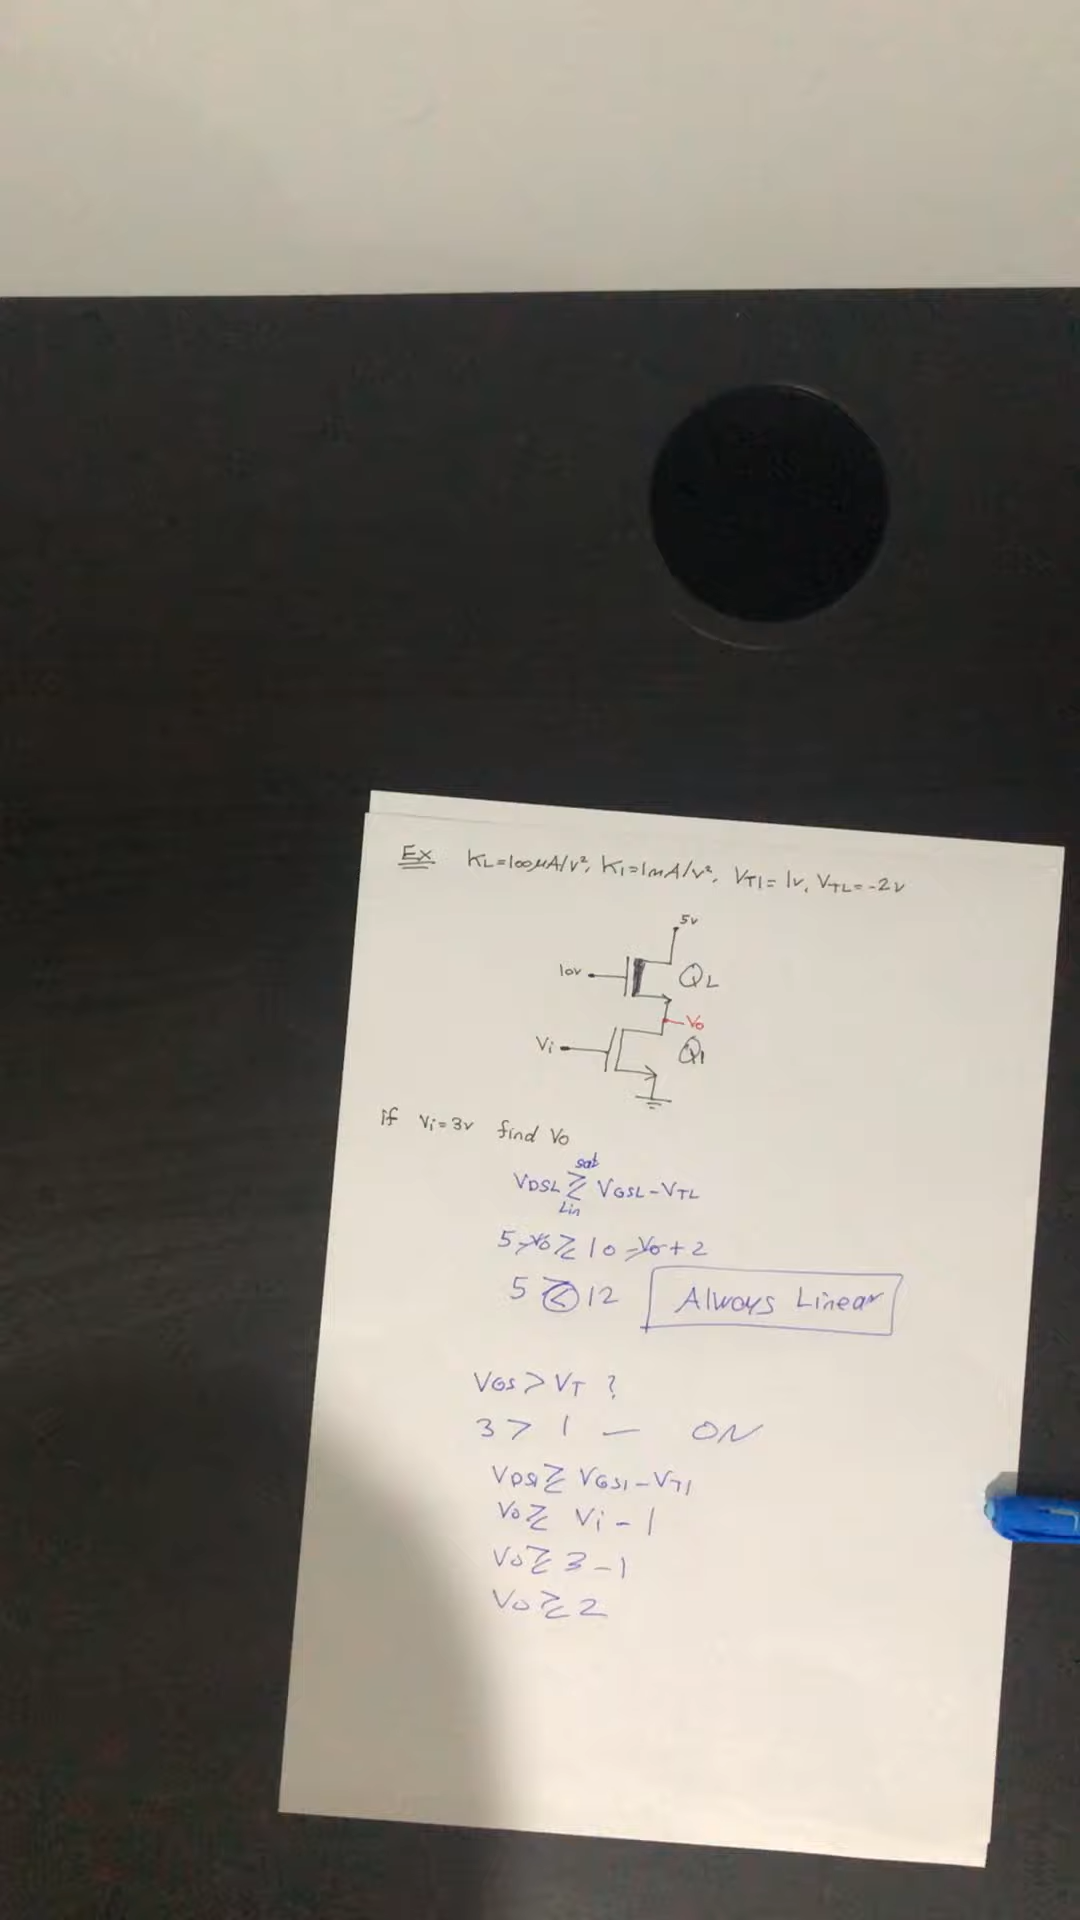 Ex KL=100μA/V², K1=1mA/V², VT1= 1V, VTL=-2V
5V
10V
QL
Vo
Vi
Q1
if Vi=3V find Vo
sat
VDSL ≷ VGSL-VTL
Lin
5-Vo ≷ 10-Vo+2
5 ≷ 12 Always Linear
VGS > VT ?
3 > 1 — ON
VDS1 ≷ VGS1-VT1
Vo ≷ Vi-1
Vo ≷ 3-1
Vo ≷ 2